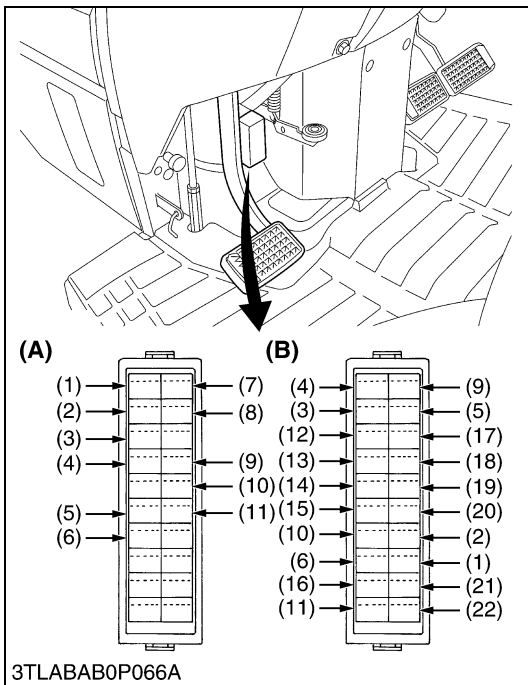 (A) (B)
(1) (7) (4) (9)
(2) (8) (3) (5)
(3) (12) (17)
(4) (9) (13) (18)
(10) (14) (19)
(5) (11) (15) (20)
(6) (10) (2)
(6) (1)
(16) (21)
(11) (22)
3TLABAB0P066A